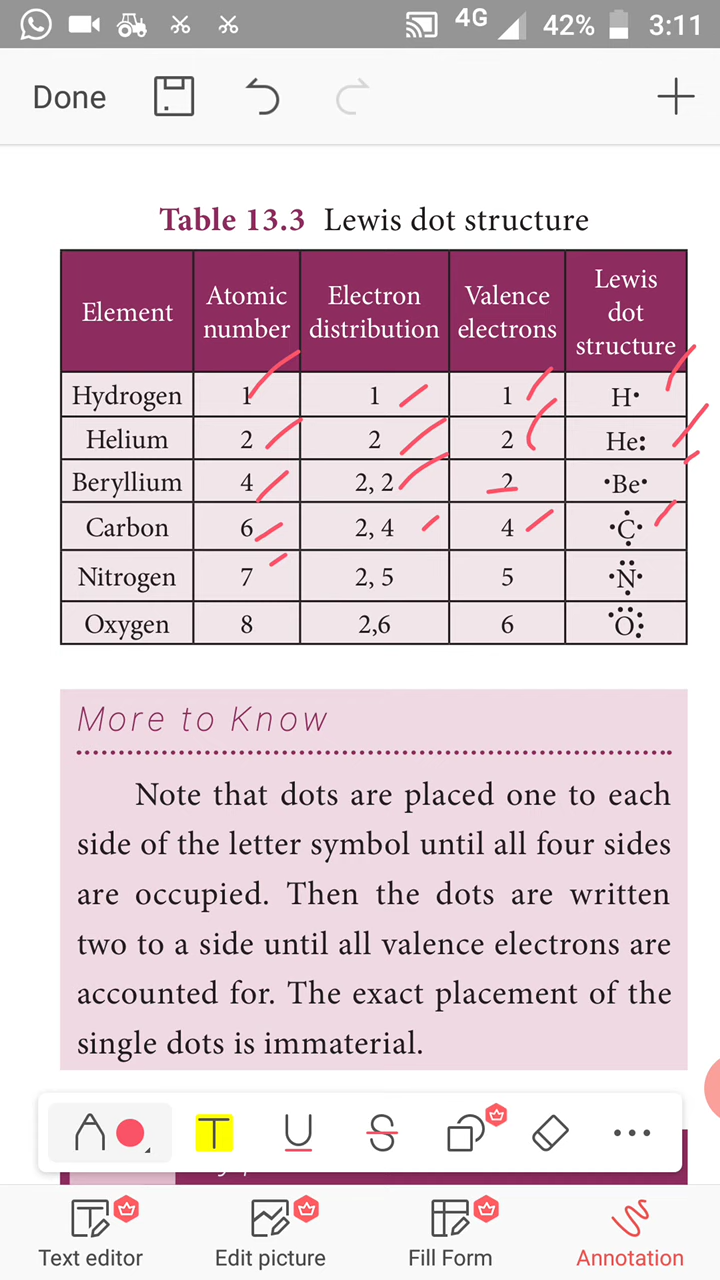 4G 42% 3:11
Done
Table 13.3 Lewis dot structure
Element Atomic number Electron distribution Valence electrons Lewis dot structure
Hydrogen 1 1 1 H·
Helium 2 2 2 He:
Beryllium 4 2, 2 2 ·Be·
Carbon 6 2, 4 4 ·C·
Nitrogen 7 2, 5 5 ·N·
Oxygen 8 2,6 6 O:
More to Know
Note that dots are placed one to each
side of the letter symbol until all four sides
are occupied. Then the dots are written
two to a side until all valence electrons are
accounted for. The exact placement of the
single dots is immaterial.
T U S
Text editor Edit picture Fill Form Annotation